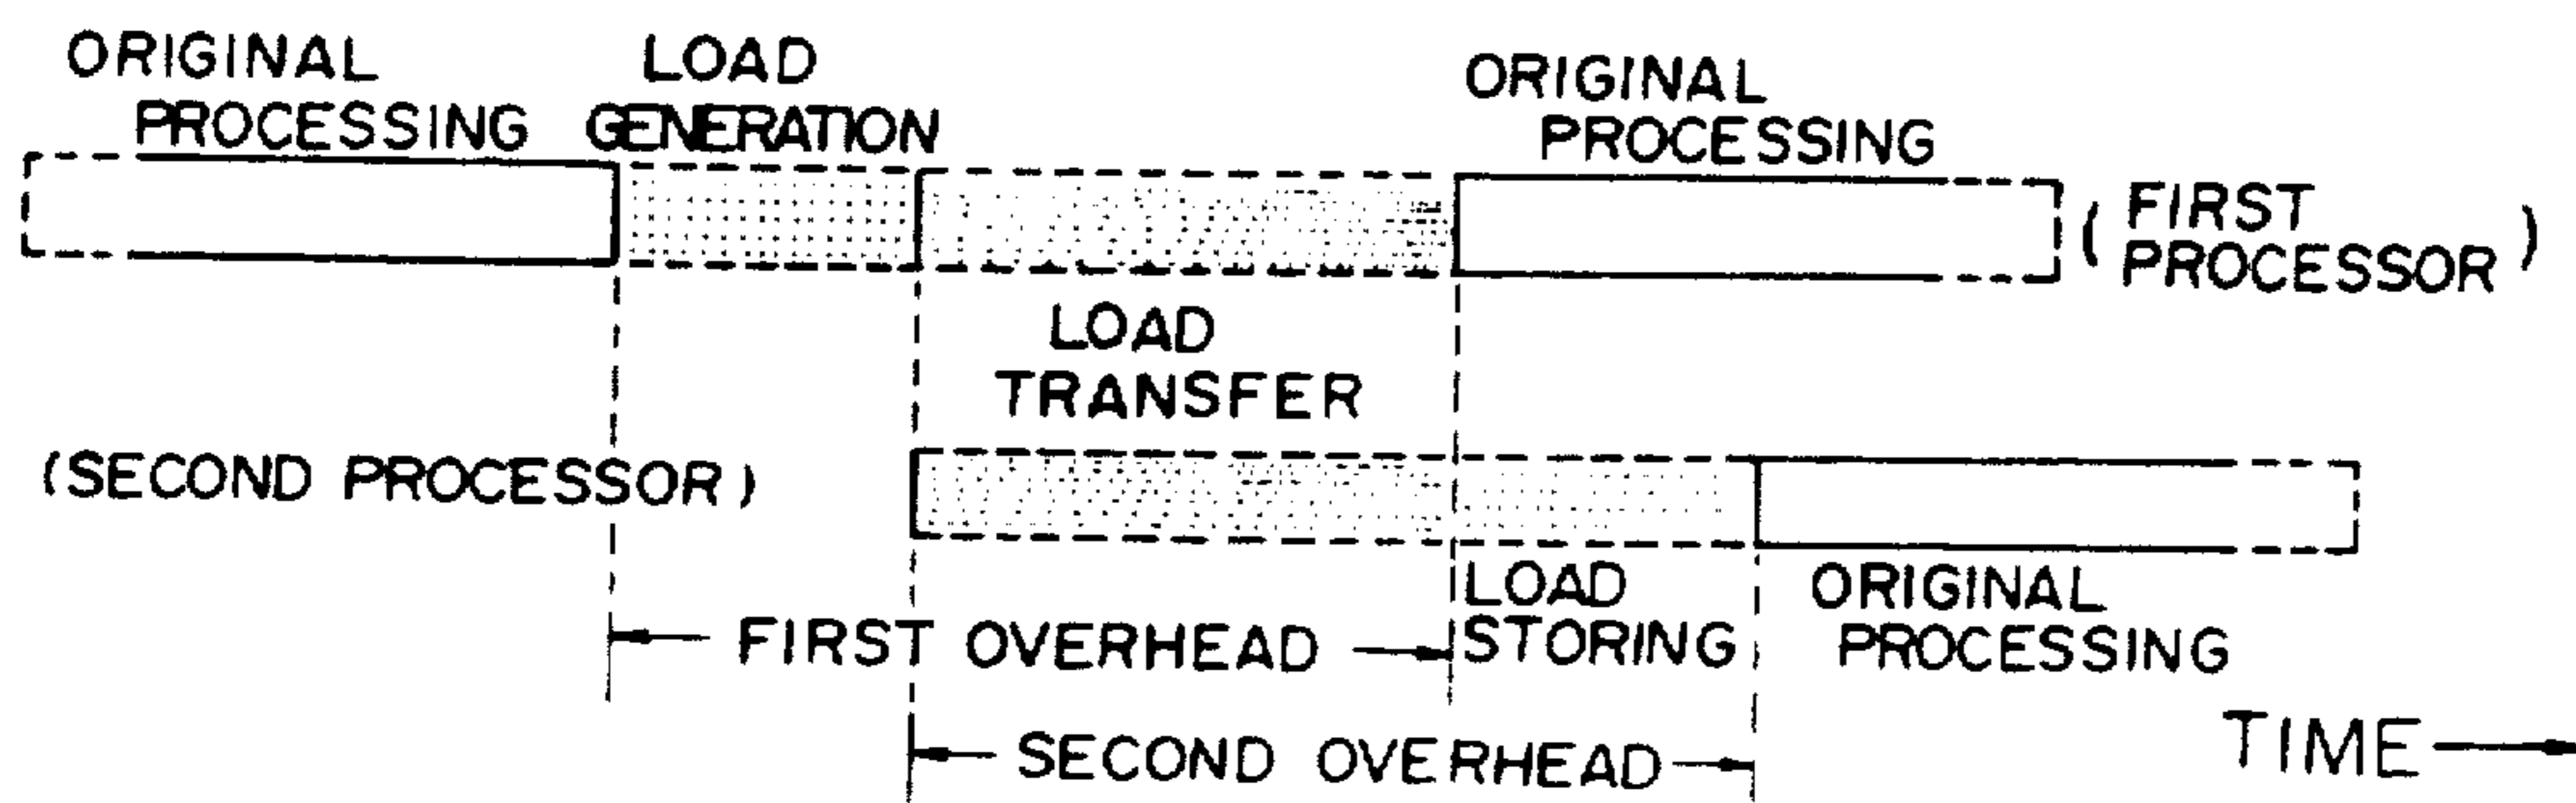 ORIGINAL
PROCESSING
LOAD
GENERATION
ORIGINAL
PROCESSING
( FIRST
PROCESSOR )
LOAD
TRANSFER
(SECOND PROCESSOR)
LOAD
STORING
ORIGINAL
PROCESSING
FIRST OVERHEAD
SECOND OVERHEAD
TIME